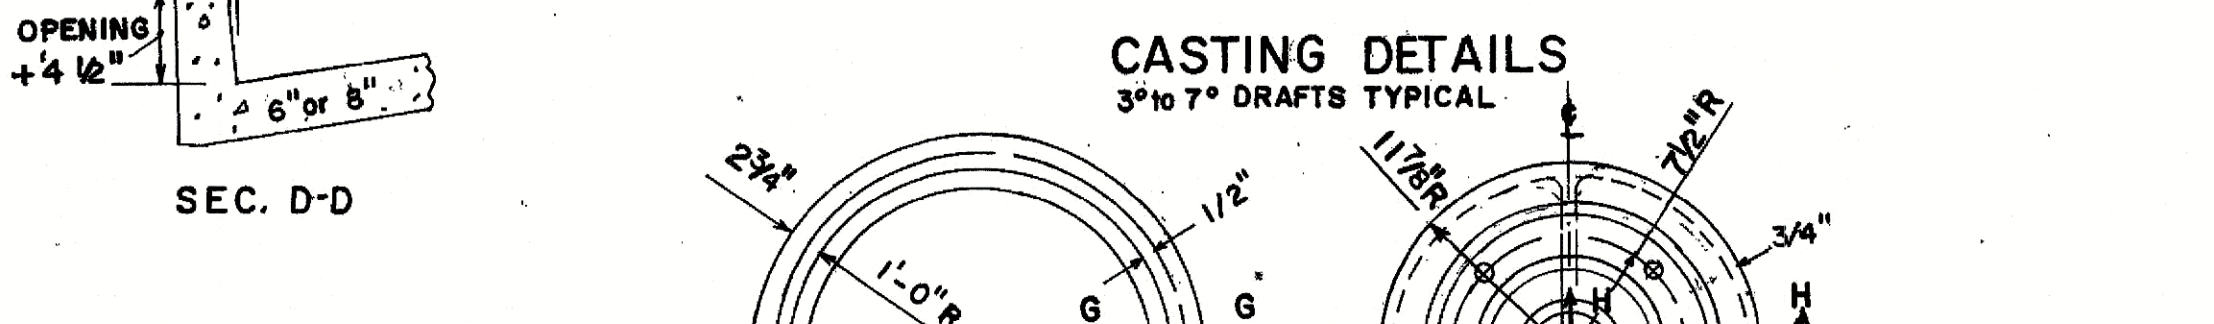 OPENING
+4 1/2"
6" or 8"
SEC. D-D
CASTING DETAILS
3° to 7° DRAFTS TYPICAL
2 3/4"
1'-0" R
1/2"
G
G
℄
11 7/8" R
7 1/2" R
3/4"
H
H